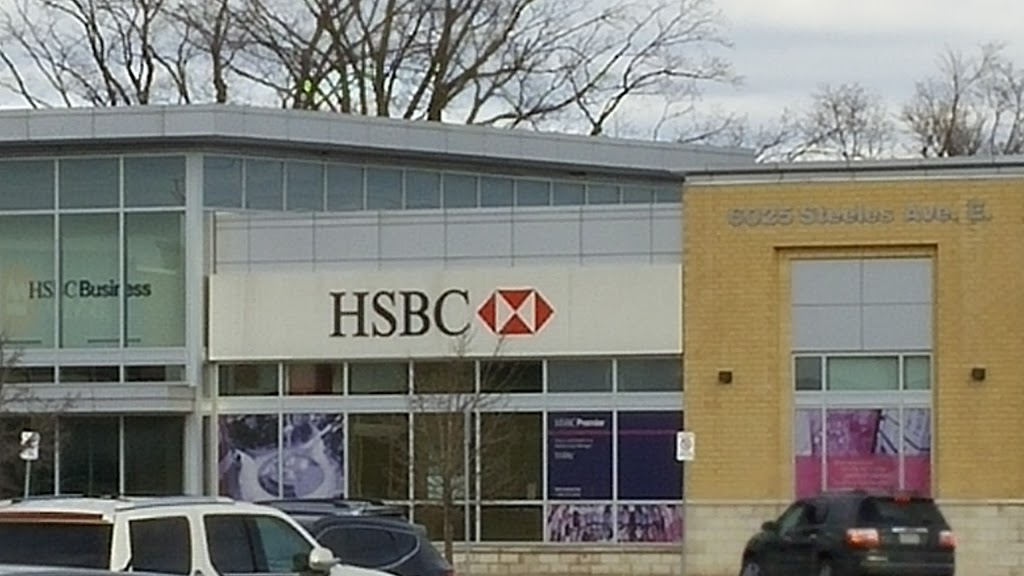 6025 Steeles Ave. E.
HSBC Business
HSBC
HSBC Premier